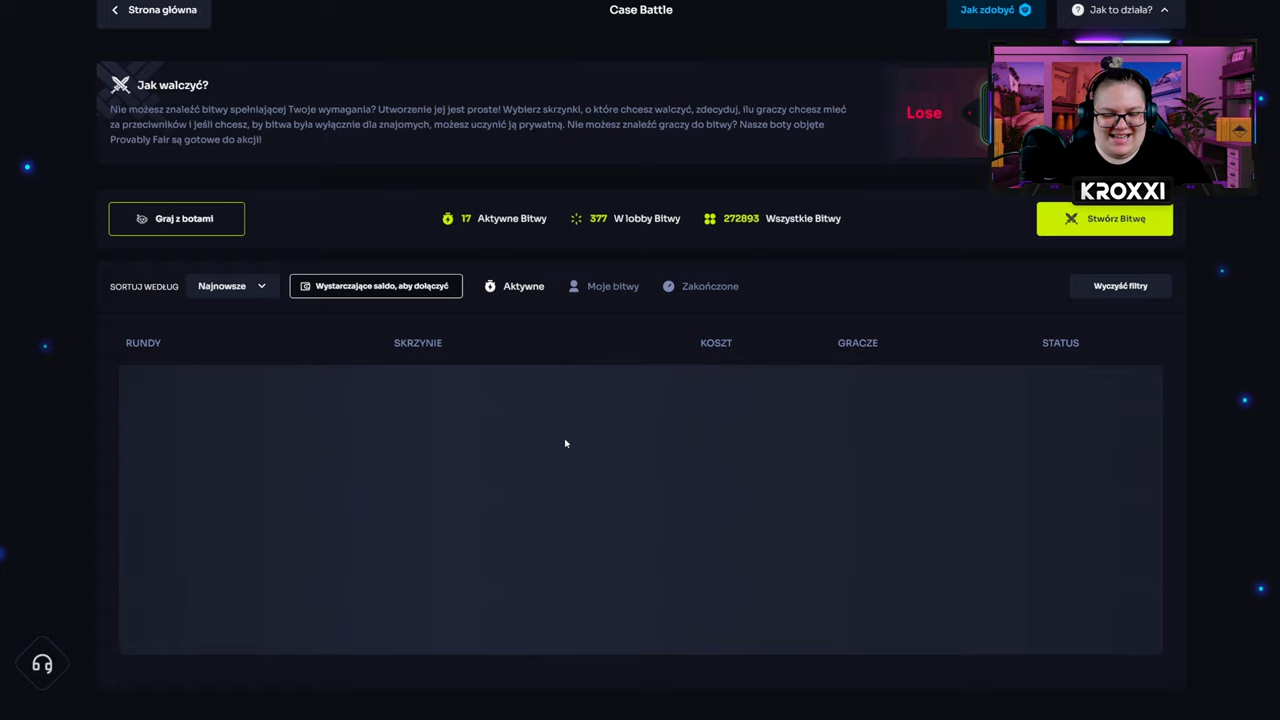 Strona główna
Case Battle
Jak zdobyć
Jak to działa?
Jak walczyć?
Nie możesz znaleźć bitwy spełniającej Twoje wymagania? Utworzenie jej jest proste! Wybierz skrzynki, o które chcesz walczyć, zdecyduj, ilu graczy chcesz mieć
za przeciwników i jeśli chcesz, by bitwa była wyłącznie dla znajomych, możesz uczynić ją prywatną. Nie możesz znaleźć graczy do bitwy? Nasze boty objęte
Provably Fair są gotowe do akcji!
Lose
KROXXI
Graj z botami
17 Aktywne Bitwy
377 W lobby Bitwy
272893 Wszystkie Bitwy
Stwórz Bitwę
SORTUJ WEDŁUG
Najnowsze
Wystarczające saldo, aby dołączyć
Aktywne
Moje bitwy
Zakończone
Wyczyść filtry
RUNDY
SKRZYNIE
KOSZT
GRACZE
STATUS